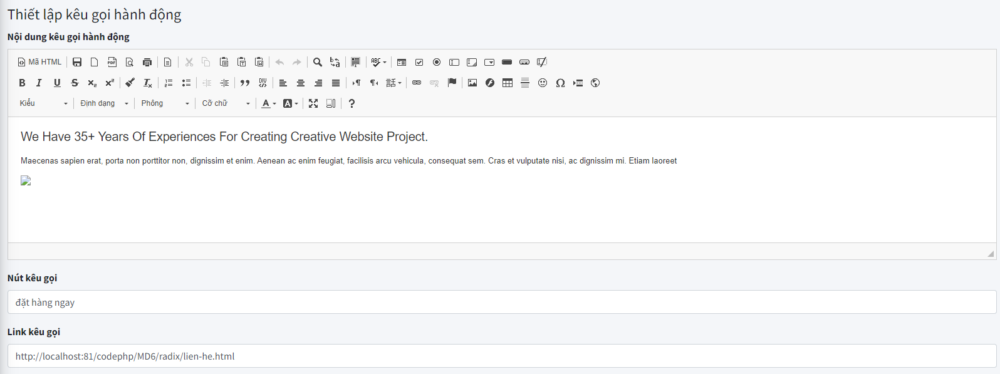 Thiết lập kêu gọi hành động
Nội dung kêu gọi hành động
Mã HTML
Kiểu Định dạng Phông Cỡ chữ
We Have 35+ Years Of Experiences For Creating Creative Website Project.
Maecenas sapien erat, porta non porttitor non, dignissim et enim. Aenean ac enim feugiat, facilisis arcu vehicula, consequat sem. Cras et vulputate nisi, ac dignissim mi. Etiam laoreet
Nút kêu gọi
đặt hàng ngay
Link kêu gọi
http://localhost:81/codephp/MD6/radix/lien-he.html